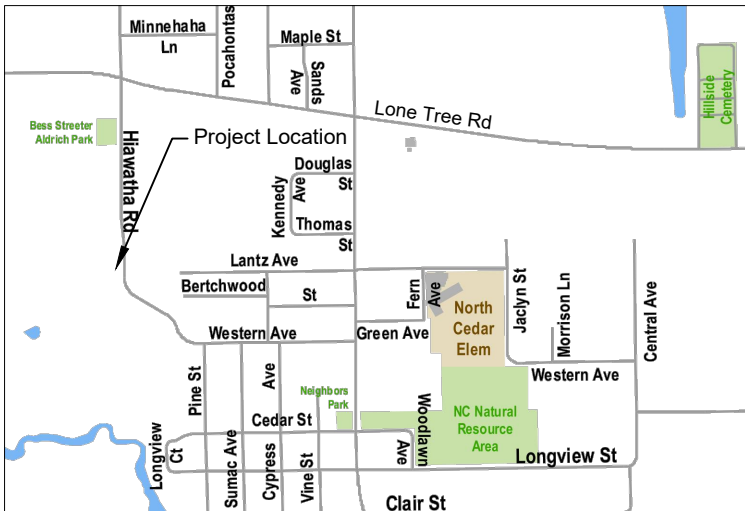 Minnehaha
Ln
Pocahontas
Maple St
Sands
Ave
Hillside
Cemetery
Lone Tree Rd
Bess Streeter
Aldrich Park
Hiawatha Rd
Project Location
Douglas
St
Kennedy
Ave
Thomas
St
Lantz Ave
Bertchwood
St
Fern
Ave
North
Cedar
Elem
Jaclyn St
Morrison Ln
Central Ave
Western Ave
Green Ave
Western Ave
Pine St
Ave
Cypress
Neighbors
Park
Cedar St
Woodlawn
Ave
NC Natural
Resource
Area
Longview
Ct
Sumac Ave
Vine St
Longview St
Clair St